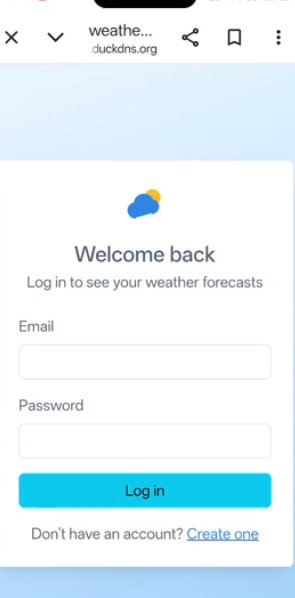 weathe...
duckdns.org
Welcome back
Log in to see your weather forecasts
Email
Password
Log in
Don't have an account? Create one